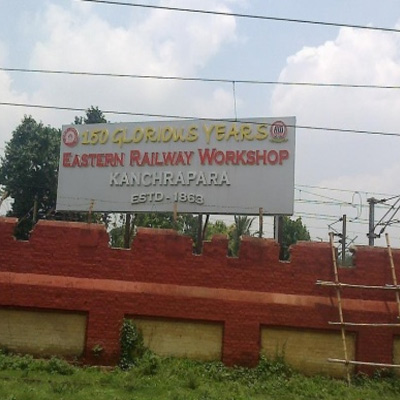 150 GLORIOUS YEARS
EASTERN RAILWAY WORKSHOP
KANCHRAPARA
ESTD-1863